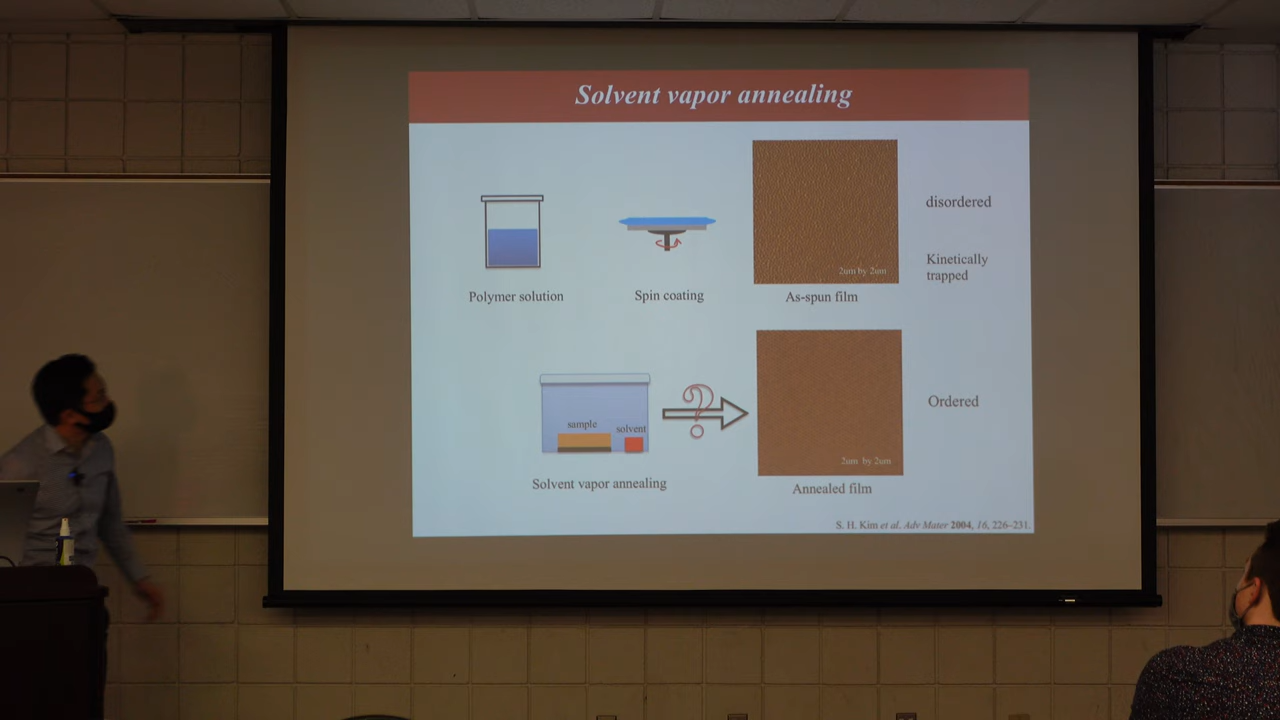 Solvent vapor annealing
2um by 2um
disordered
Kinetically
trapped
Polymer solution
Spin coating
As-spun film
sample
solvent
?
2um by 2um
Ordered
Solvent vapor annealing
Annealed film
S. H. Kim et al. Adv Mater 2004, 16, 226–231.